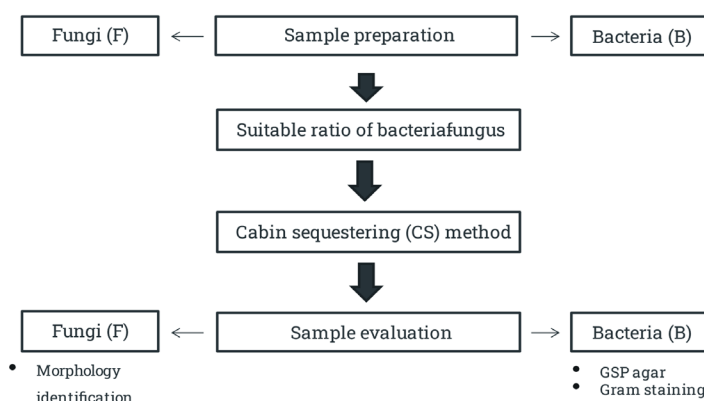 Fungi (F)
Sample preparation
Bacteria (B)
Suitable ratio of bacteriafungus
Cabin sequestering (CS) method
Fungi (F)
Sample evaluation
Bacteria (B)
• Morphology
identification
• GSP agar
• Gram staining